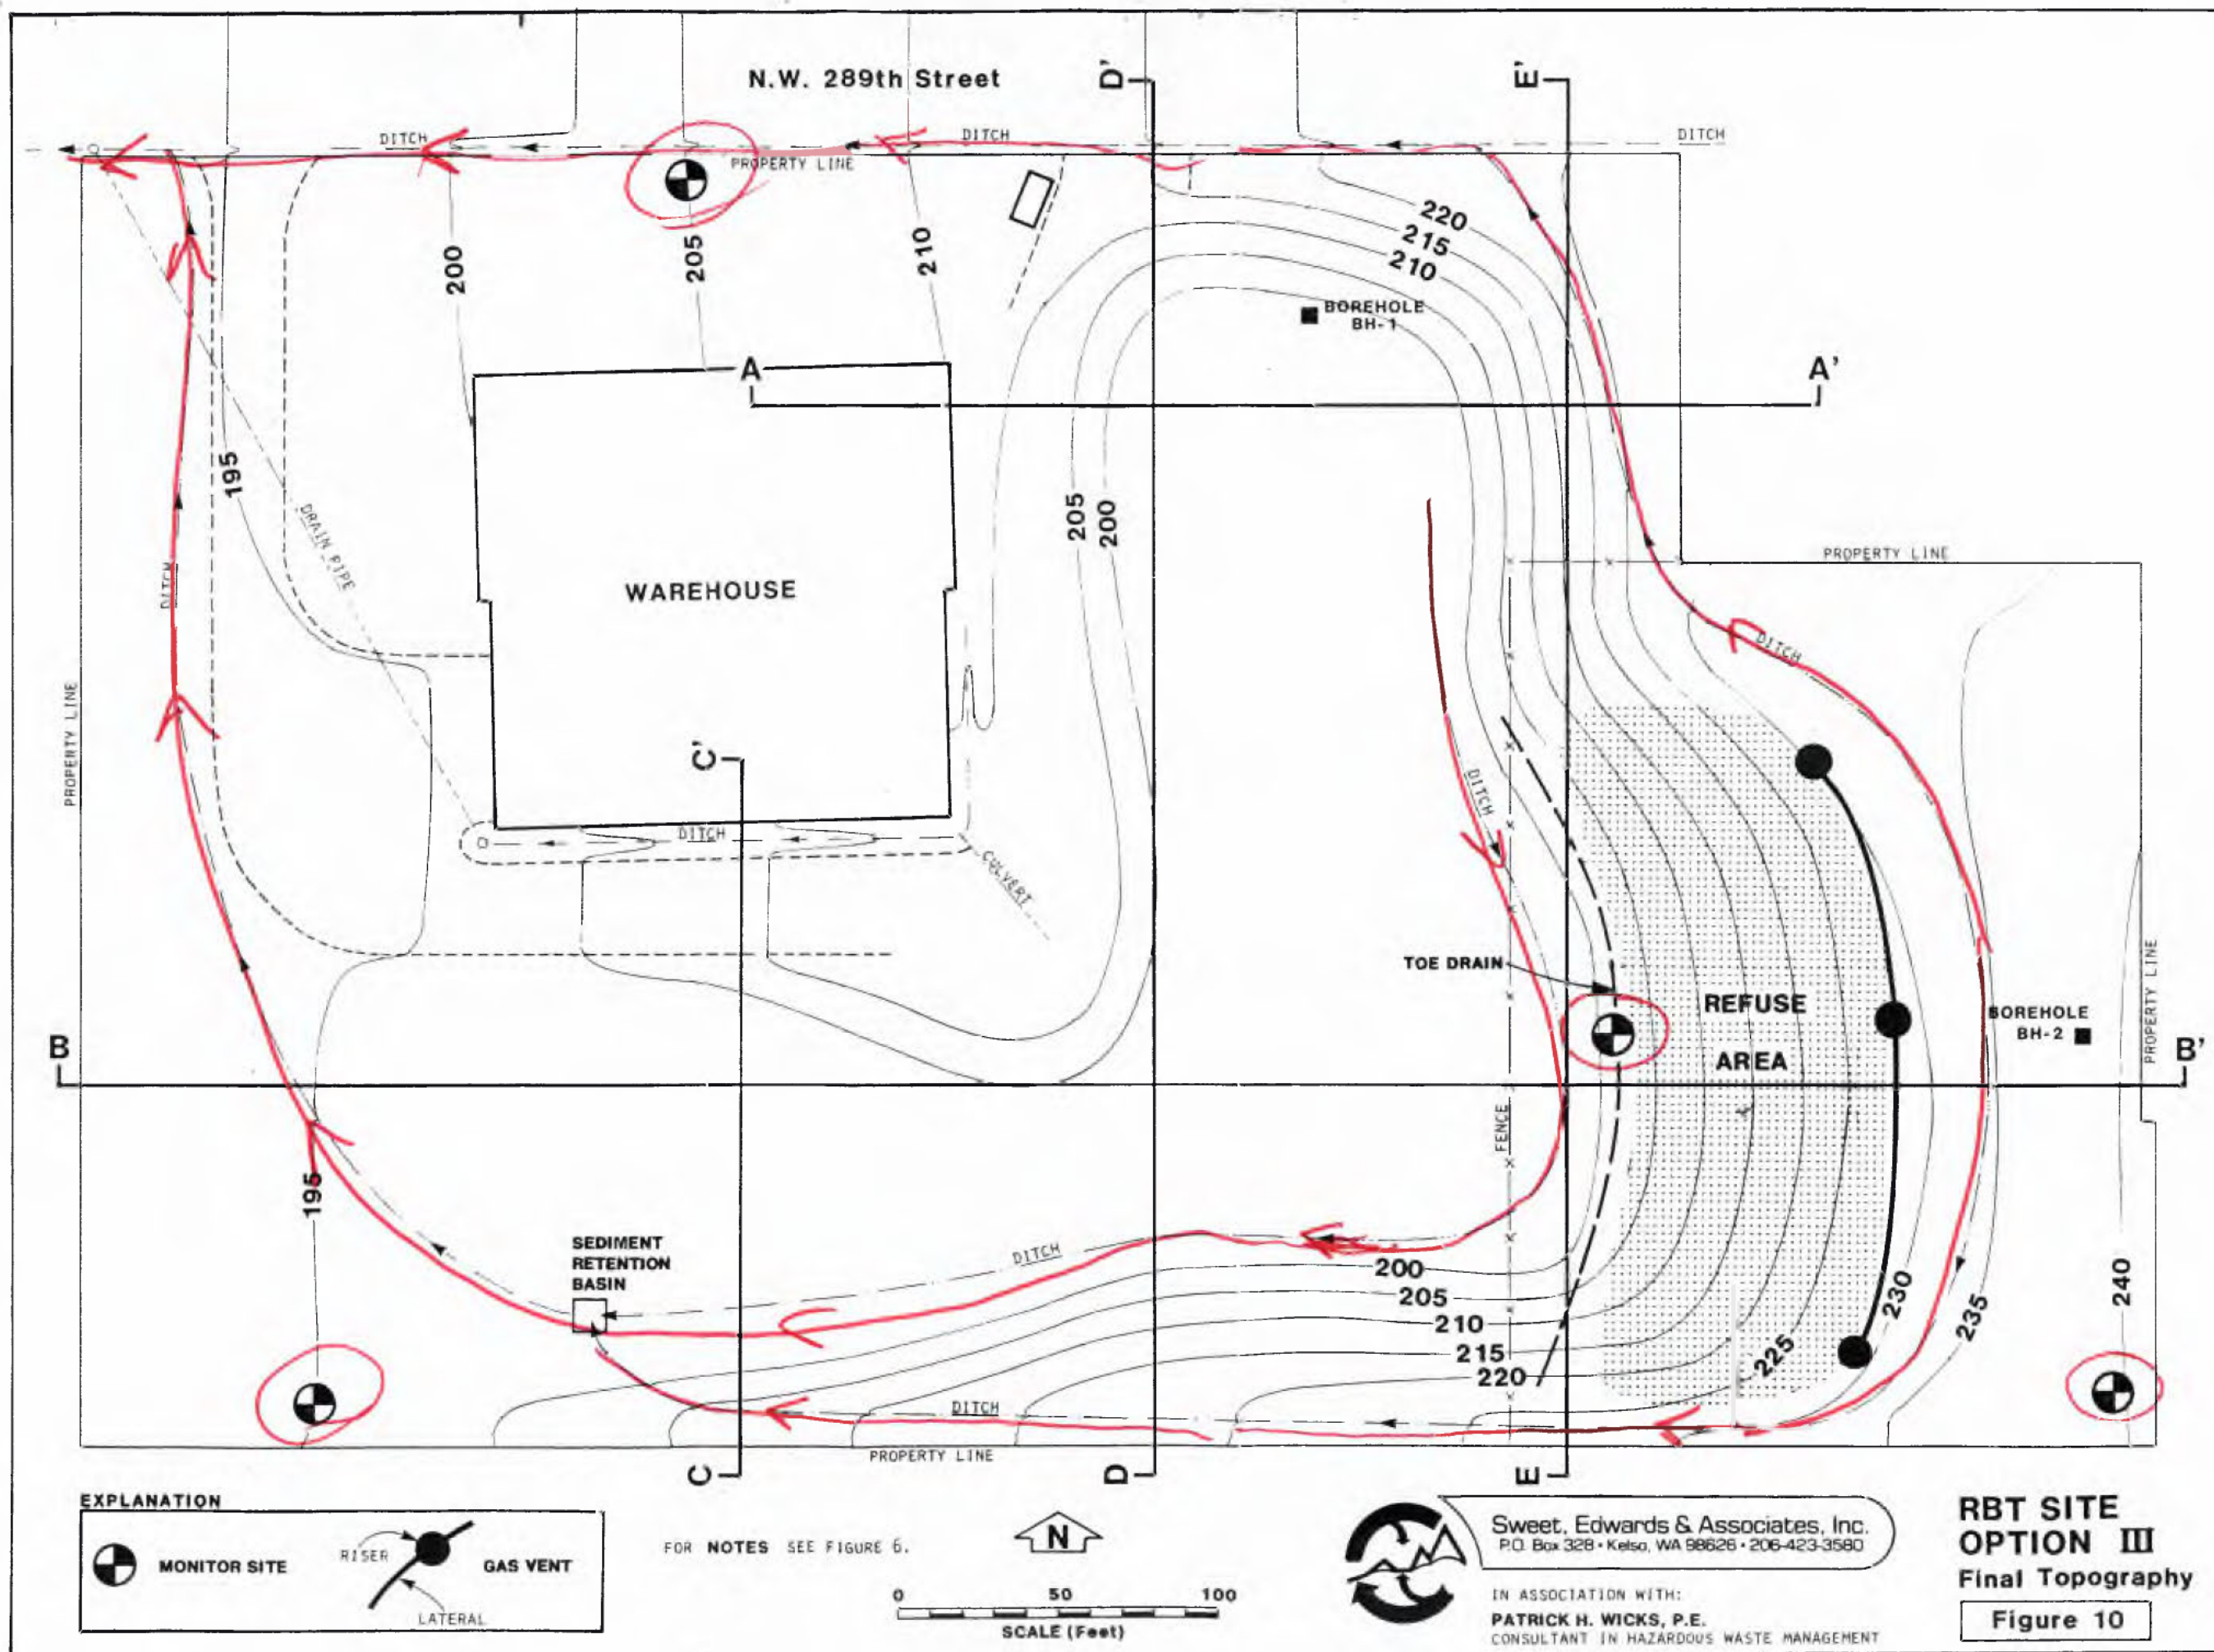 N.W. 289th Street
D'
E'
DITCH
DITCH
DITCH
PROPERTY LINE
220
215
210
200
205
210
BOREHOLE
BH-1
A
A'
195
205
200
DRAIN PIPE
DITCH
WAREHOUSE
PROPERTY LINE
DITCH
PROPERTY LINE
C'
DITCH
DITCH
CULVERT
TOE DRAIN
REFUSE
AREA
BOREHOLE
BH-2
PROPERTY LINE
B
B'
FENCE
195
SEDIMENT
RETENTION
BASIN
DITCH
200
205
210
215
220
225
230
235
240
DITCH
PROPERTY LINE
C
D
E
EXPLANATION
MONITOR SITE
RISER
GAS VENT
LATERAL
FOR NOTES SEE FIGURE 6.
N
0 50 100
SCALE (Feet)
Sweet, Edwards & Associates, Inc.
P.O. Box 328 • Kelso, WA 98626 • 206-423-3580
IN ASSOCIATION WITH:
PATRICK H. WICKS, P.E.
CONSULTANT IN HAZARDOUS WASTE MANAGEMENT
RBT SITE
OPTION III
Final Topography
Figure 10